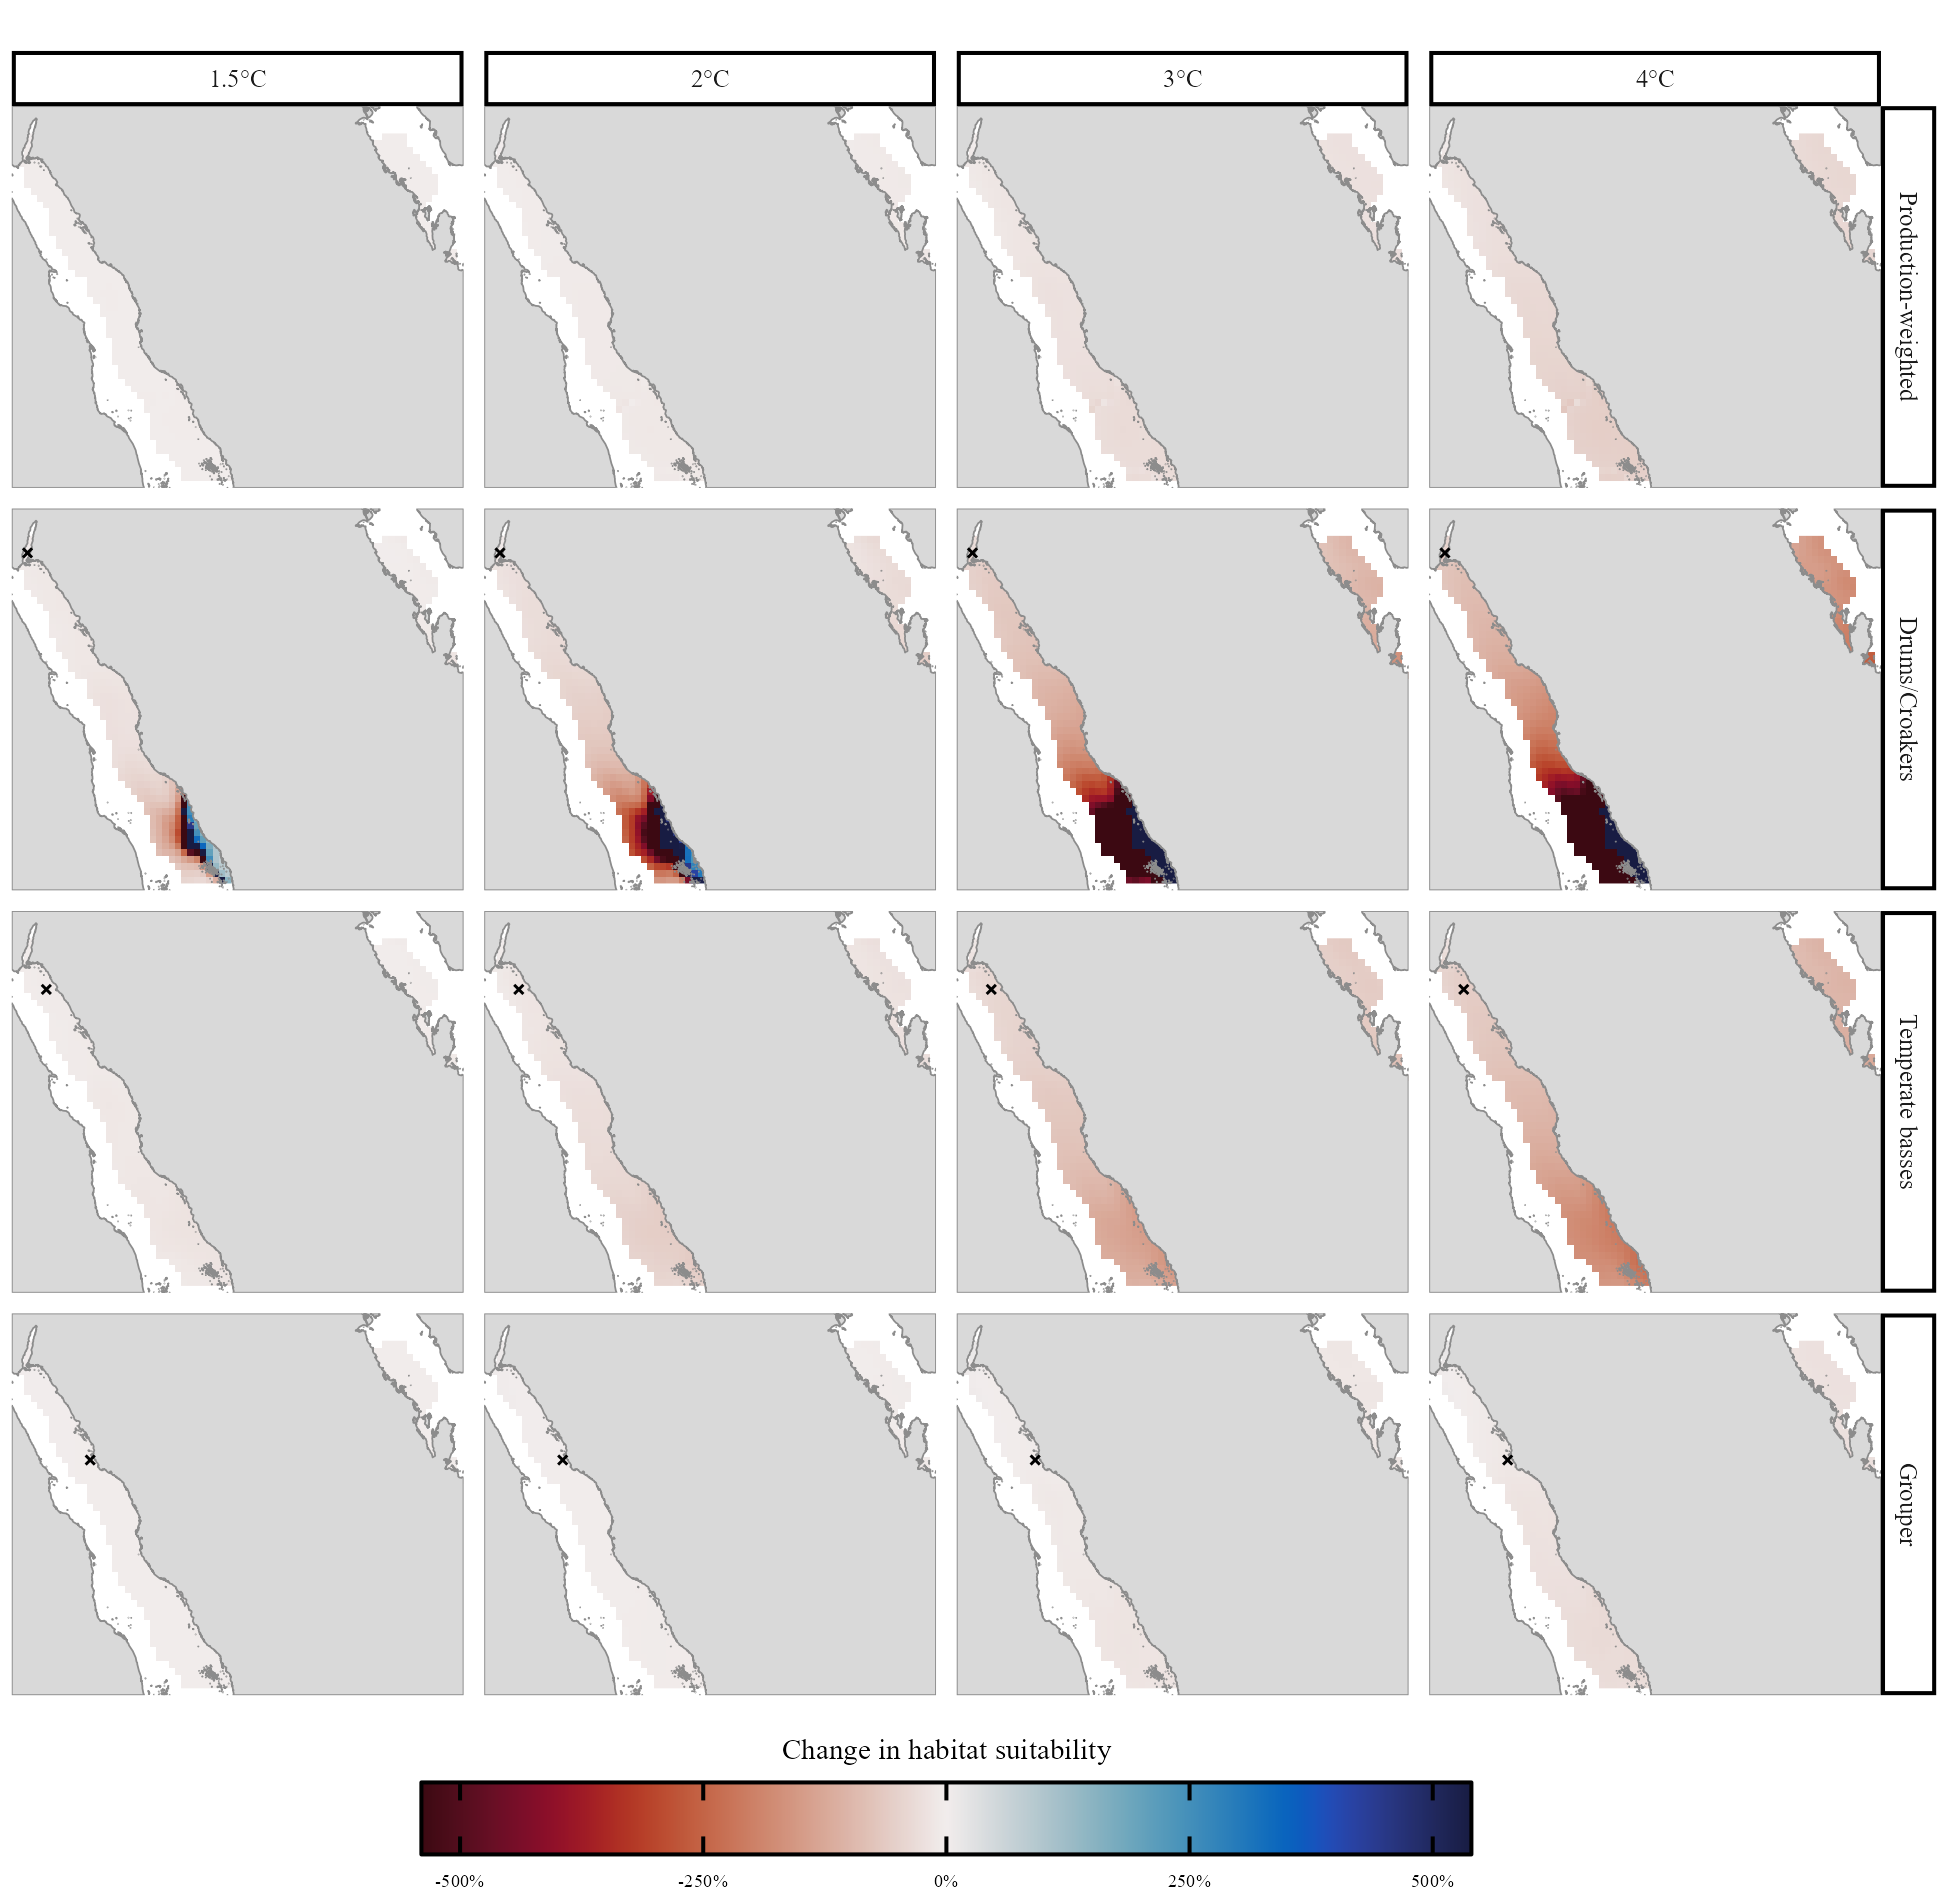 1.5°C
2°C
3°C
4°C
Production-weighted
Drums/Croakers
Temperate basses
Grouper
Change in habitat suitability
-500%
-250%
0%
250%
500%